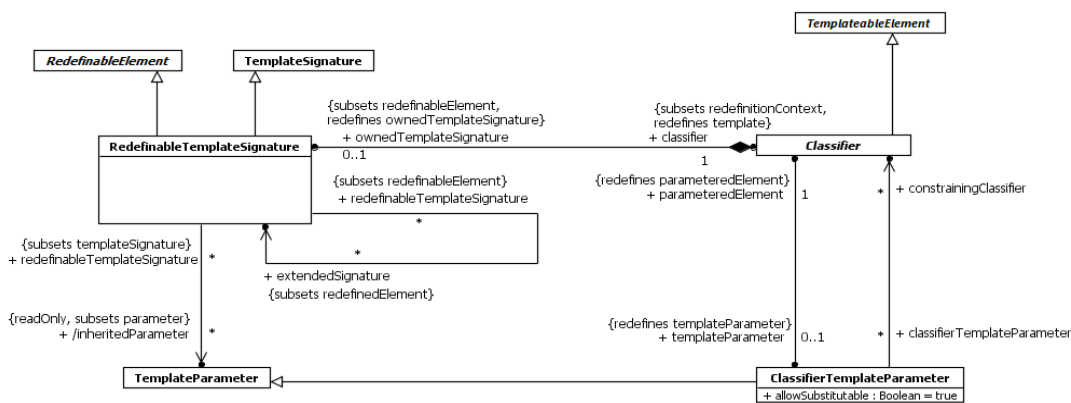 TemplateableElement
RedefinableElement
TemplateSignature
{subsets redefinableElement,
redefines ownedTemplateSignature}
+ ownedTemplateSignature
0..1
{subsets redefinitionContext,
redefines template}
+ classifier
1
RedefinableTemplateSignature
Classifier
{subsets redefinableElement}
+ redefinableTemplateSignature
*
{redefines parameteredElement}
+ parameteredElement
1
*
+ constrainingClassifier
{subsets templateSignature}
+ redefinableTemplateSignature
*
*
+ extendedSignature
{subsets redefinedElement}
{readOnly, subsets parameter}
+ /inheritedParameter
*
{redefines templateParameter}
+ templateParameter
0..1
*
+ classifierTemplateParameter
TemplateParameter
ClassifierTemplateParameter
+ allowSubstitutable : Boolean = true